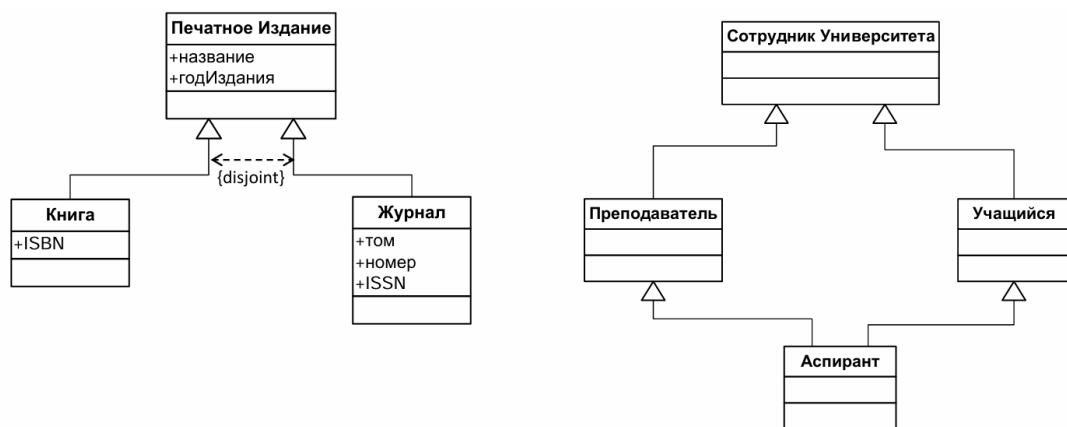 Печатное Издание
+название
+годИздания
{disjoint}
Книга
+ISBN
Журнал
+том
+номер
+ISSN
Сотрудник Университета
Преподаватель
Учащийся
Аспирант